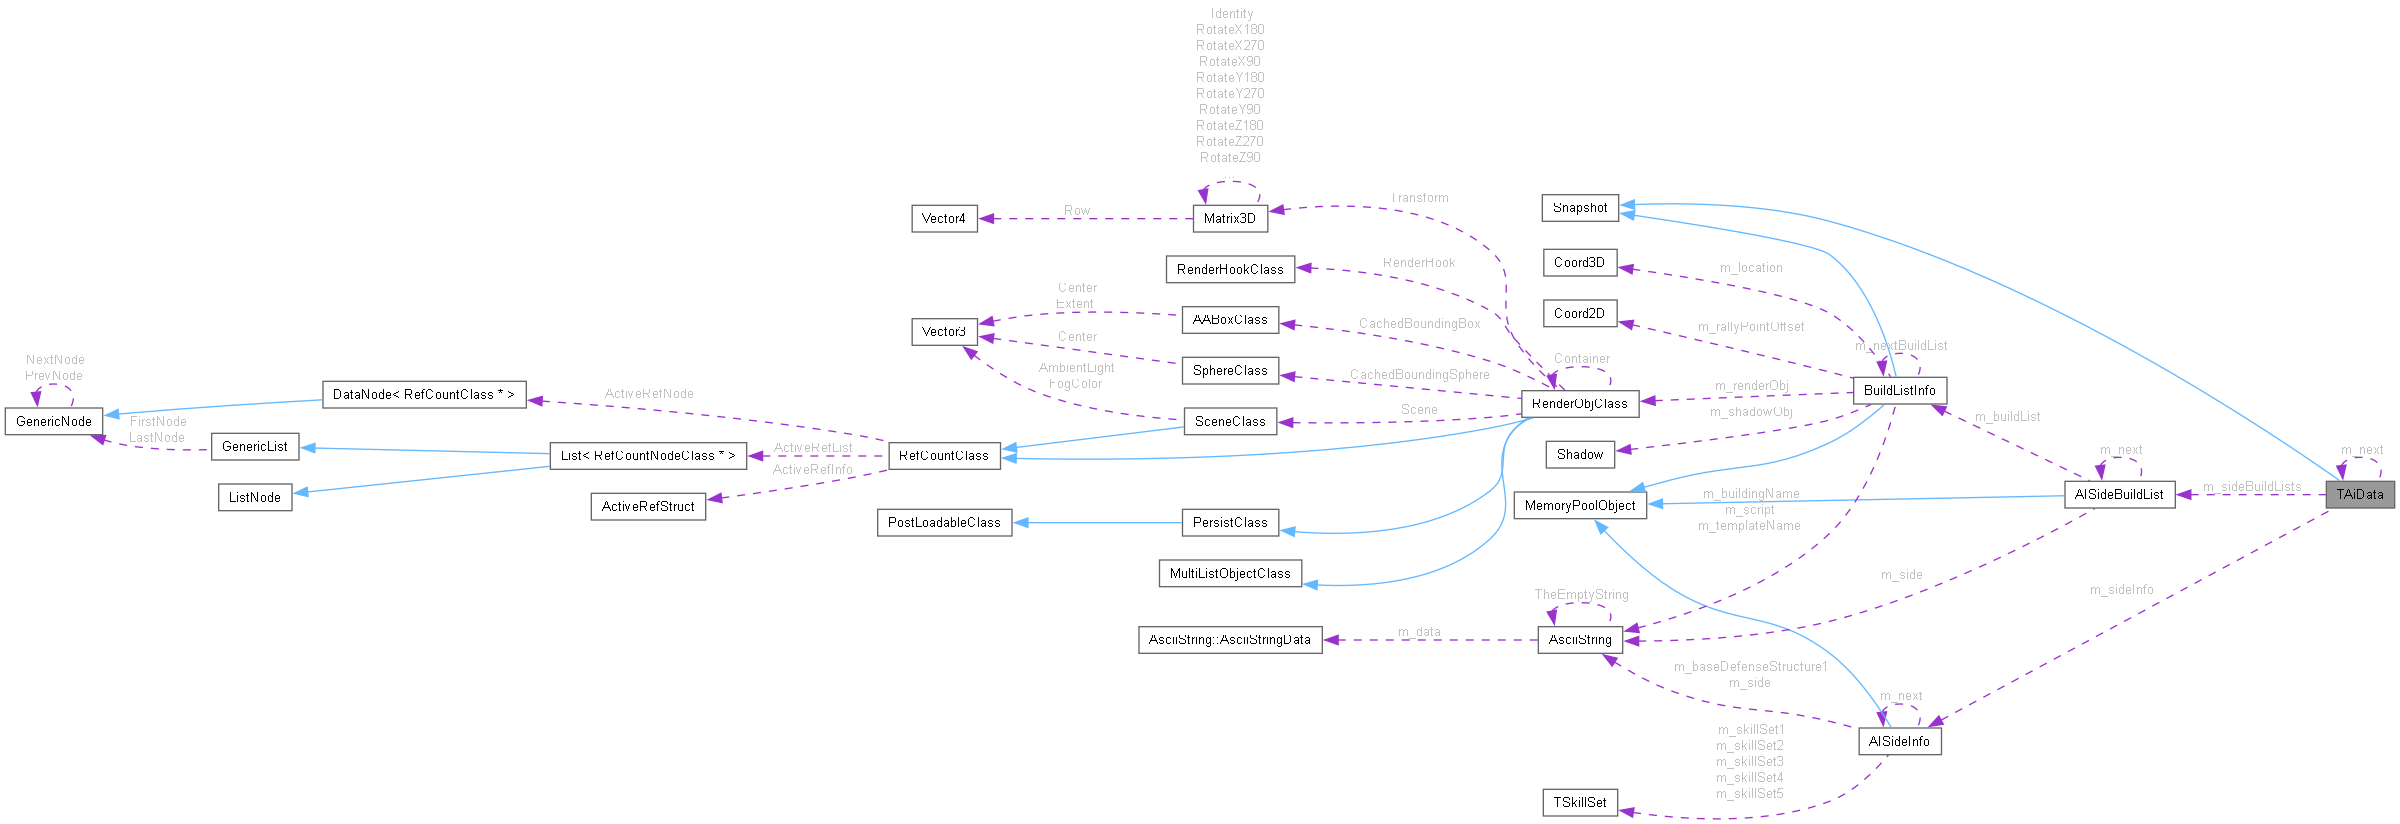 Identity
RotateX180
RotateX270
RotateX90
RotateY180
RotateY270
RotateY90
RotateZ180
RotateZ270
RotateZ90
...
Transform
Snapshot
Vector4
Row
Matrix3D
RenderHookClass
RenderHook
Coord3D
m_location
Center
Extent
Vector3
AABoxClass
CachedBoundingBox
Coord2D
m_rallyPointOffset
m_nextBuildList
Center
SphereClass
CachedBoundingSphere
Container
AmbientLight
FogColor
NextNode
PrevNode
DataNode< RefCountClass * >
ActiveRefNode
RenderObjClass
m_renderObj
BuildListInfo
GenericNode
FirstNode
LastNode
SceneClass
Scene
m_shadowObj
m_buildList
GenericList
List< RefCountNodeClass * >
ActiveRefList
ActiveRefInfo
RefCountClass
Shadow
m_next
m_next
ListNode
ActiveRefStruct
MemoryPoolObject
m_buildingName
m_script
m_templateName
AISideBuildList
m_sideBuildLists
TAiData
PostLoadableClass
PersistClass
MultiListObjectClass
m_side
m_sideInfo
TheEmptyString
AsciiString::AsciiStringData
m_data
AsciiString
m_baseDefenseStructure1
m_side
m_next
m_skillSet1
m_skillSet2
m_skillSet3
m_skillSet4
m_skillSet5
AISideInfo
TSkillSet